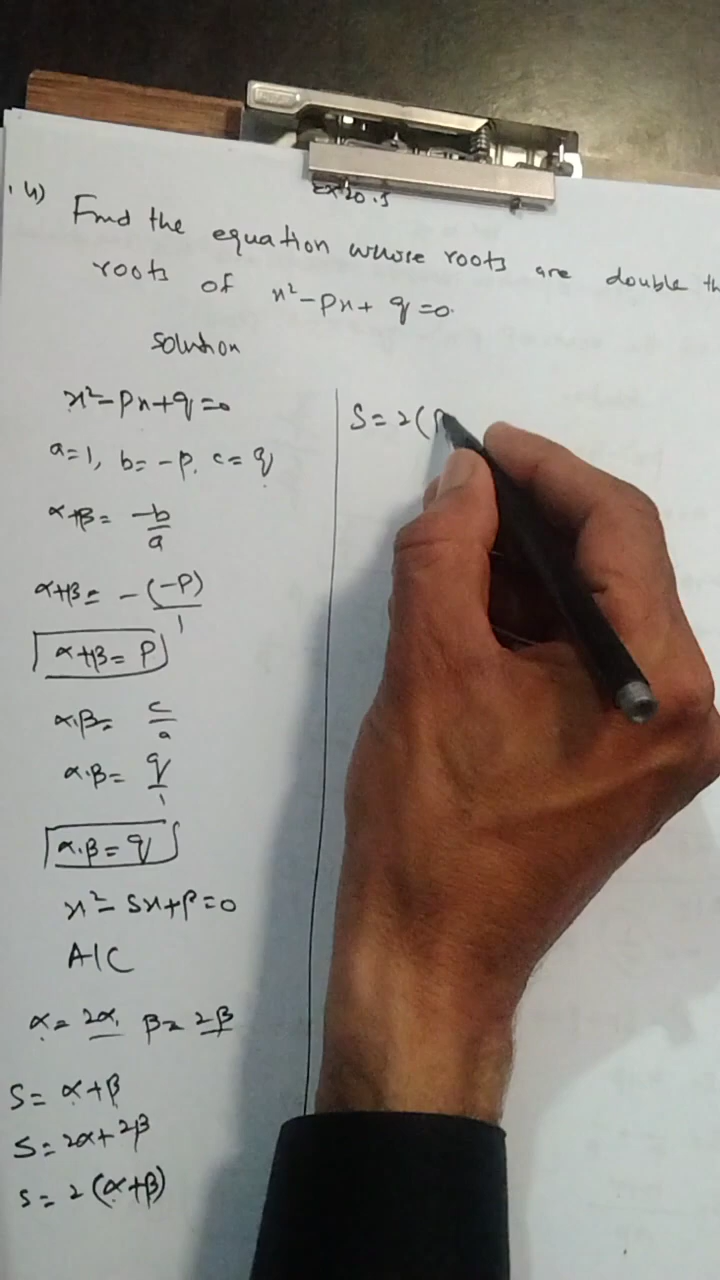 Ex 20.5
.4) Find the equation whose roots are double th
roots of x²-px+q=0.
solution
x²-px+q=0
a=1, b=-p, c=q
α+β = -b/a
α+β = -(-p)/1
α+β = p
α.β = c/a
α.β = q/1
α.β = q
x²-Sx+P=0
A/C
α = 2α, β = 2β
S = α+β
S = 2α+2β
S = 2(α+β)
S = 2(p